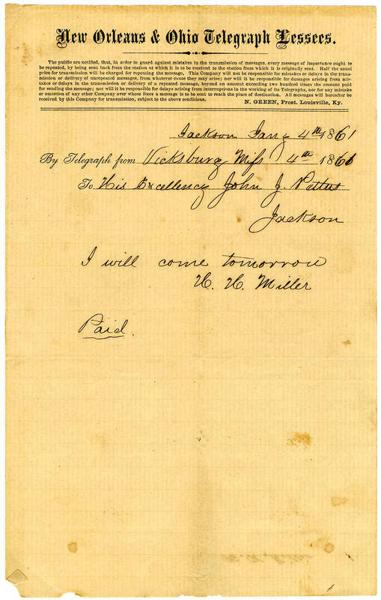 New Orleans & Ohio Telegraph Lessees.
The public are notified, that, in order to guard against mistakes in the transmission of messages, every message of importance ought to
be repeated, by being sent back from the station at which it is to be received to the station from which it is originally sent. Half the usual
price for transmission will be charged for repeating the message. This Company will not be responsible for mistakes or delays in the trans-
mission or delivery of unrepeated messages, from whatever cause they may arise; nor will it be responsible for damages arising from mis-
takes or delays in the transmission or delivery of a repeated message, beyond an amount exceeding two hundred times the amount paid
for sending the message; nor will it be responsible for delays arising from interruptions in the working of its Telegraphs, nor for any mistake
or omission of any other Company over whose lines a message is to be sent to reach the place of destination. All messages will hereafter be
received by this Company for transmission, subject to the above conditions.
N. GREEN, Prest. Louisville, Ky.
Jackson Jany 4th 1861
By Telegraph from Vicksburg Miss 4th 1861
To His Excellency John J. Pettus
Jackson
I will come tomorrow
H. H. Miller
Paid.